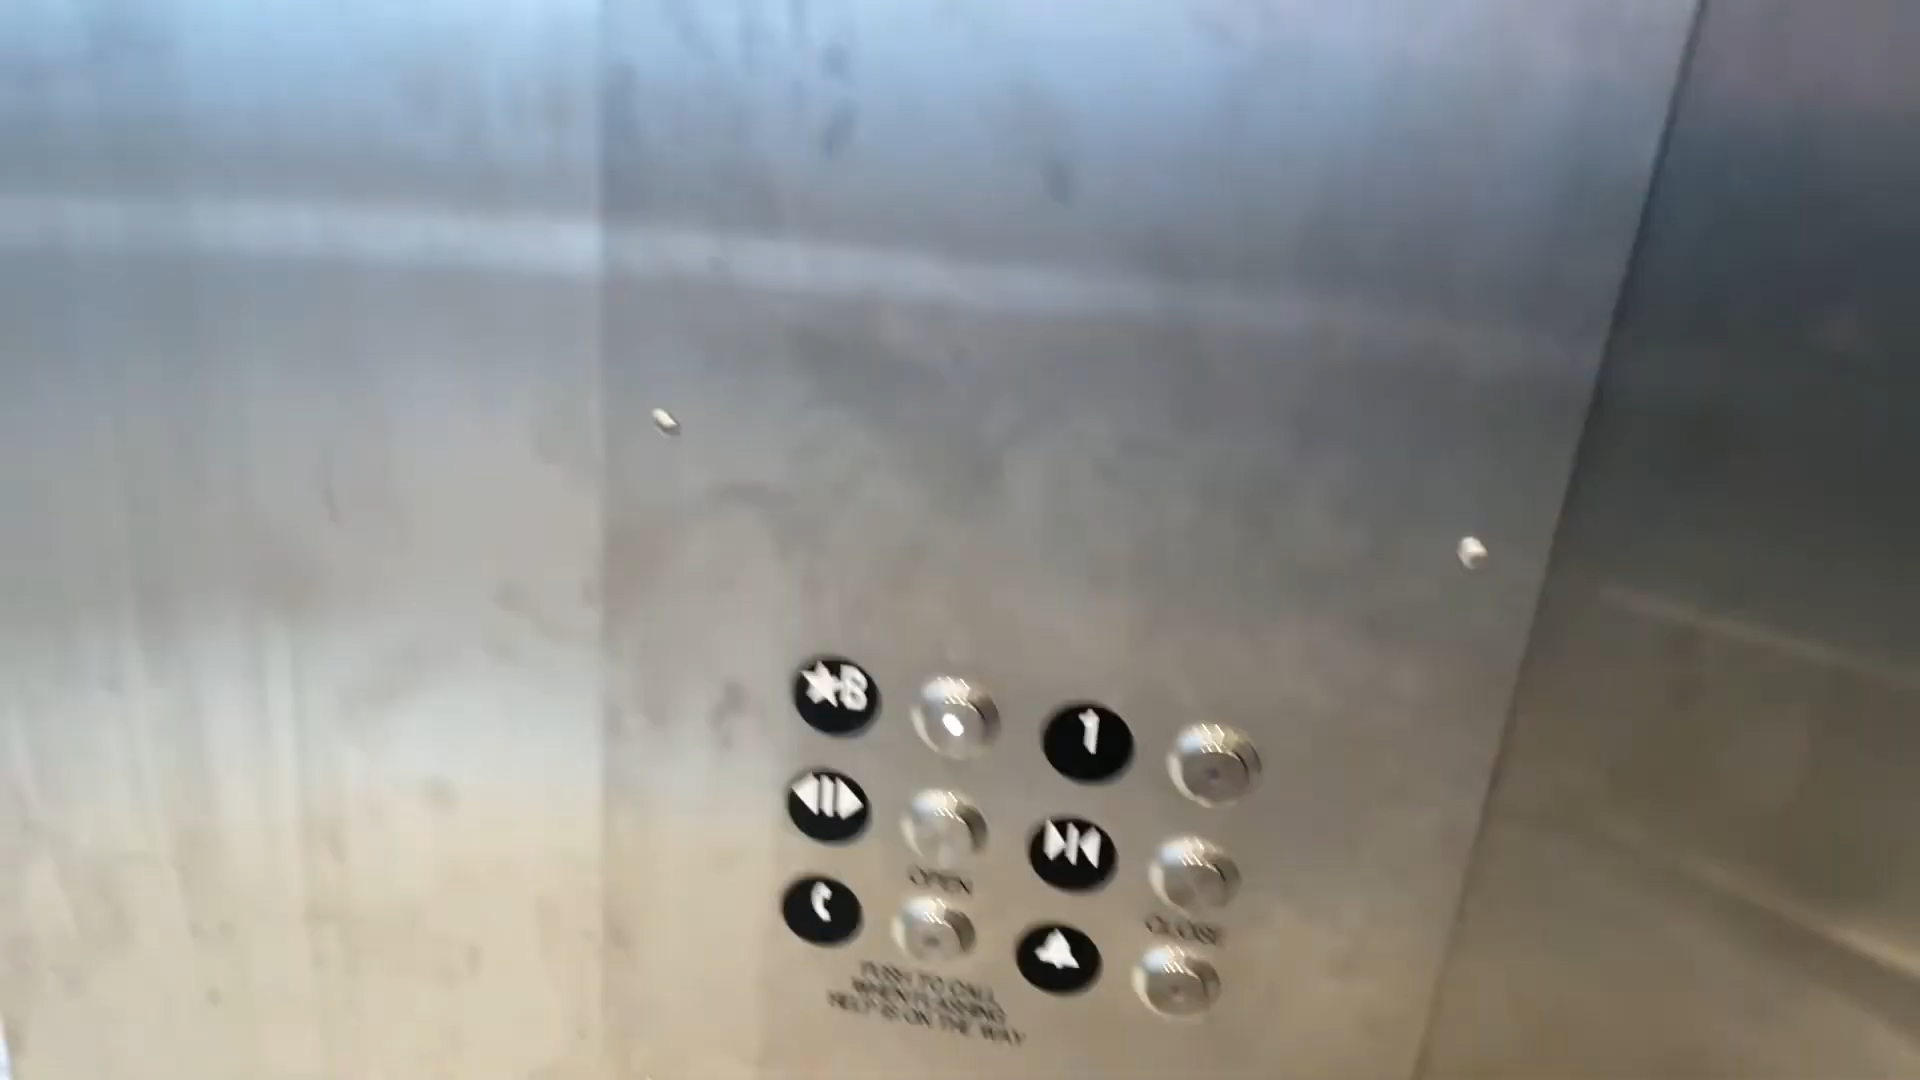 ★B 1
OPEN
CLOSE
PUSH TO CALL
WHEN FLASHING
HELP IS ON THE WAY